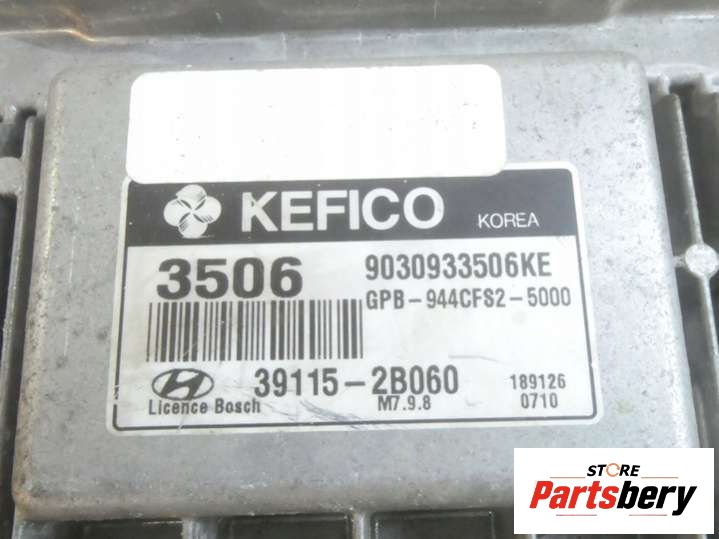 KEFICO KOREA
3506 9030933506KE
GPB-944CFS2-5000
39115-2B060 189126
Licence Bosch M7.9.8 0710
STORE
Partsbery